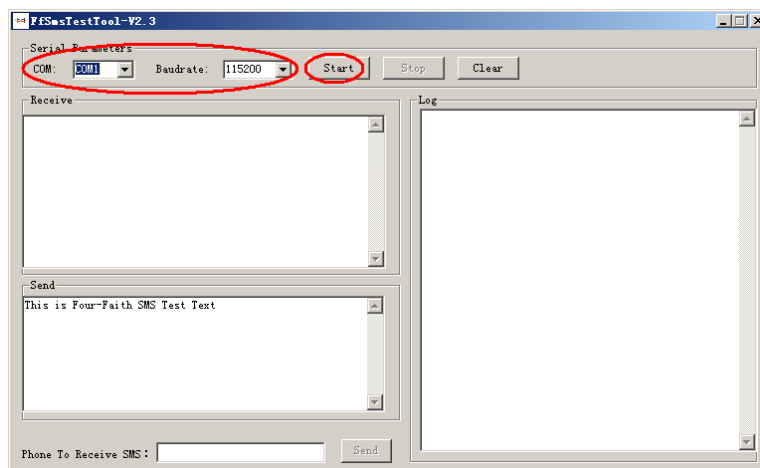 FfSmsTestTool-V2.3
Serial Parameters
COM: COM1 Baudrate: 115200 Start Stop Clear
Receive
Log
Send
This is Four-Faith SMS Test Text
Phone To Receive SMS: Send